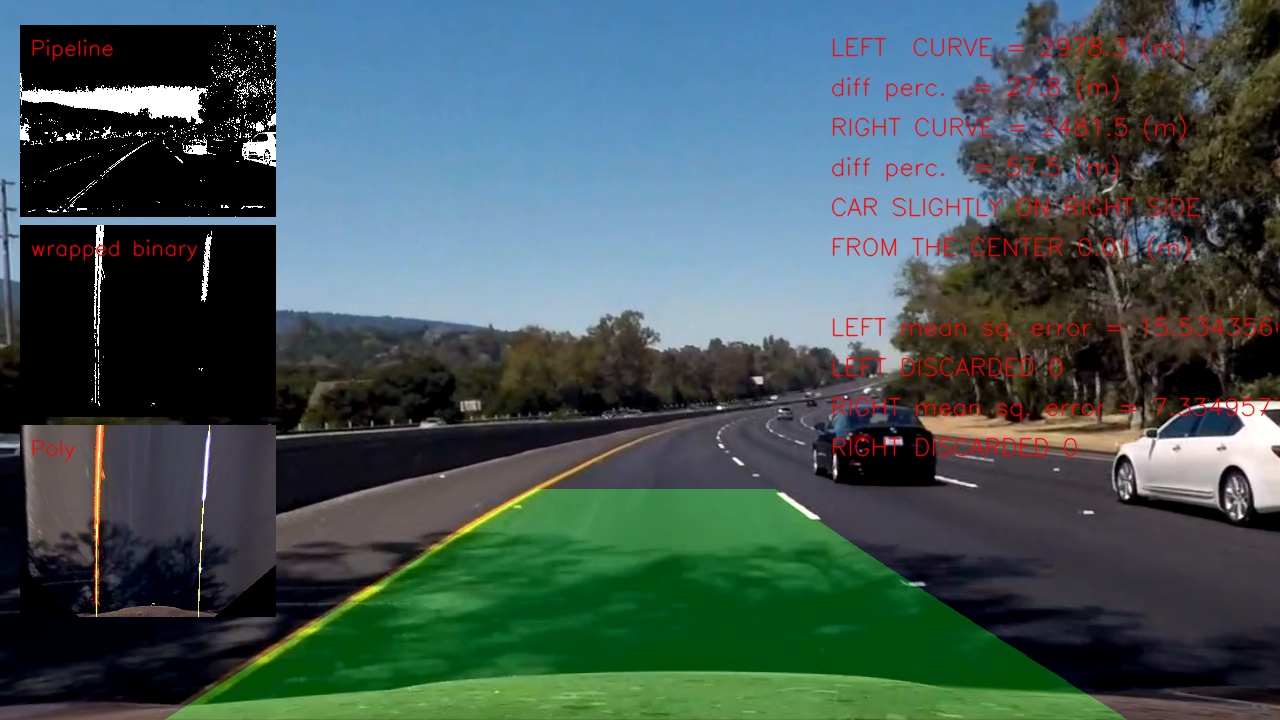 Pipeline
wrapped binary
Poly
LEFT CURVE = 2978.3 (m)
diff perc. = 27.8 (m)
RIGHT CURVE = 2481.5 (m)
diff perc. = 57.5 (m)
CAR SLIGHTLY ON RIGHT SIDE
FROM THE CENTER 0.01 (m)
LEFT mean sq. error = 15.5343560
LEFT DISCARDED 0
RIGHT mean sq. error = 7.334957
RIGHT DISCARDED 0